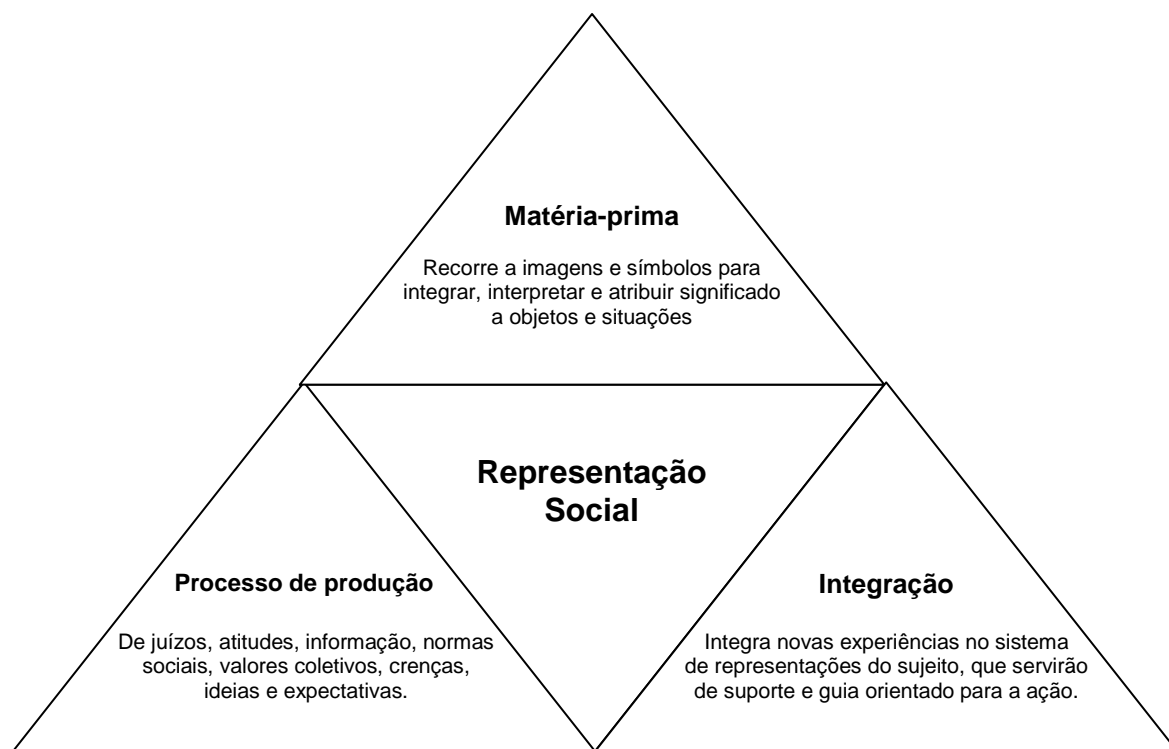 Matéria-prima
Recorre a imagens e símbolos para
integrar, interpretar e atribuir significado
a objetos e situações
Representação
Social
Processo de produção
De juízos, atitudes, informação, normas
sociais, valores coletivos, crenças,
ideias e expectativas.
Integração
Integra novas experiências no sistema
de representações do sujeito, que servirão
de suporte e guia orientado para a ação.